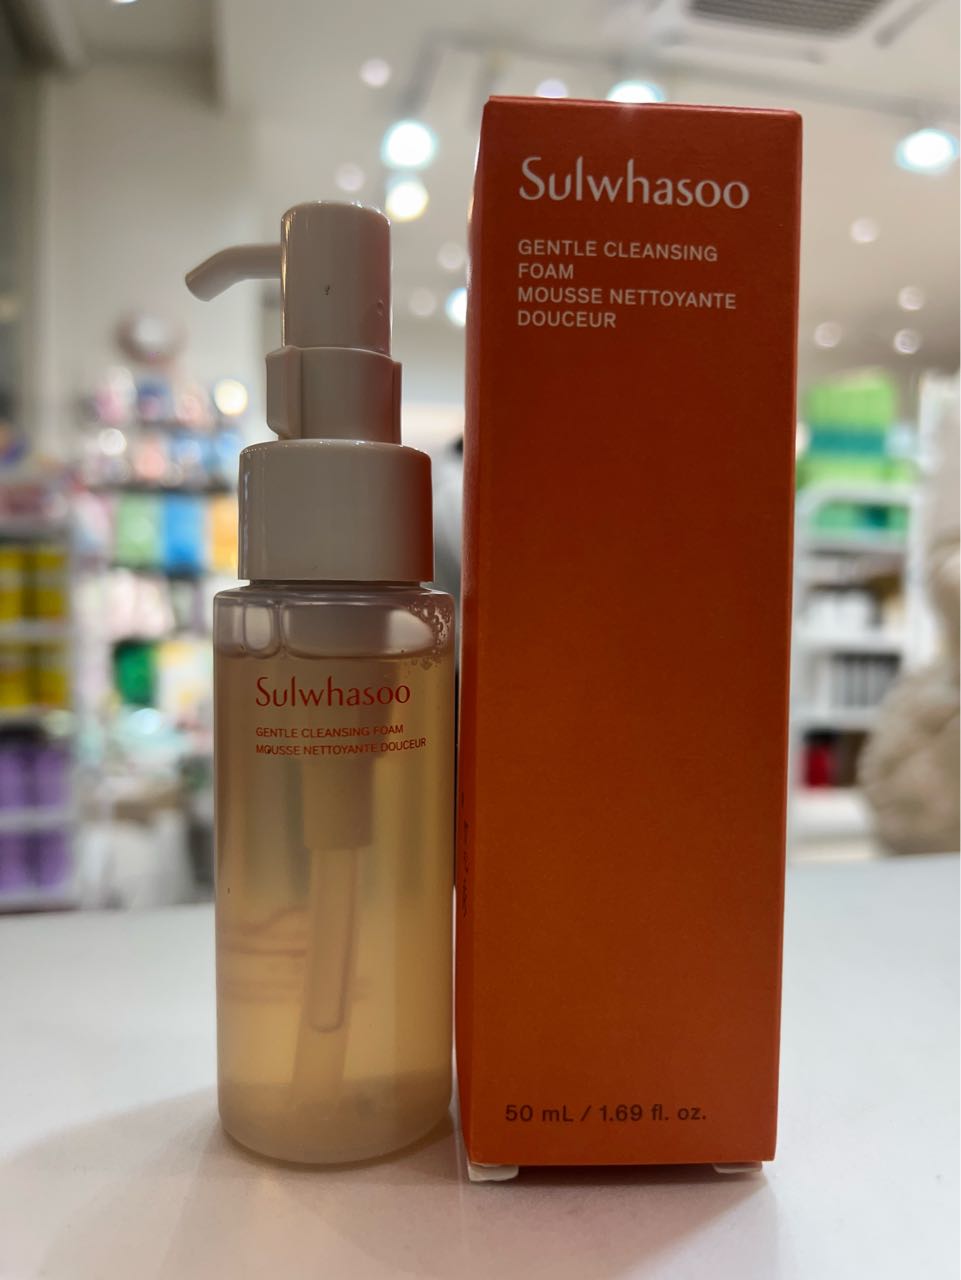 Sulwhasoo
GENTLE CLEANSING
FOAM
MOUSSE NETTOYANTE
DOUCEUR
50 mL / 1.69 fl. oz.
Sulwhasoo
GENTLE CLEANSING FOAM
MOUSSE NETTOYANTE DOUCEUR